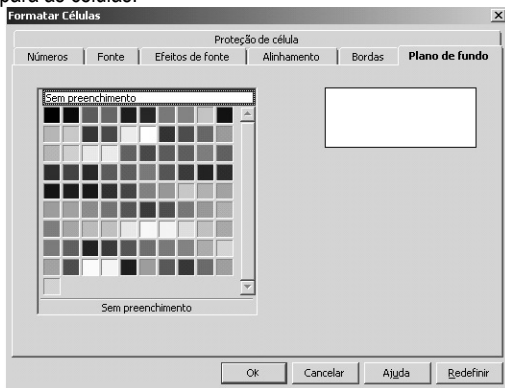 para as células.
Formatar Células
Proteção de célula
Números Fonte Efeitos de fonte Alinhamento Bordas Plano de fundo
Sem preenchimento
Sem preenchimento
OK Cancelar Ajuda Redefinir